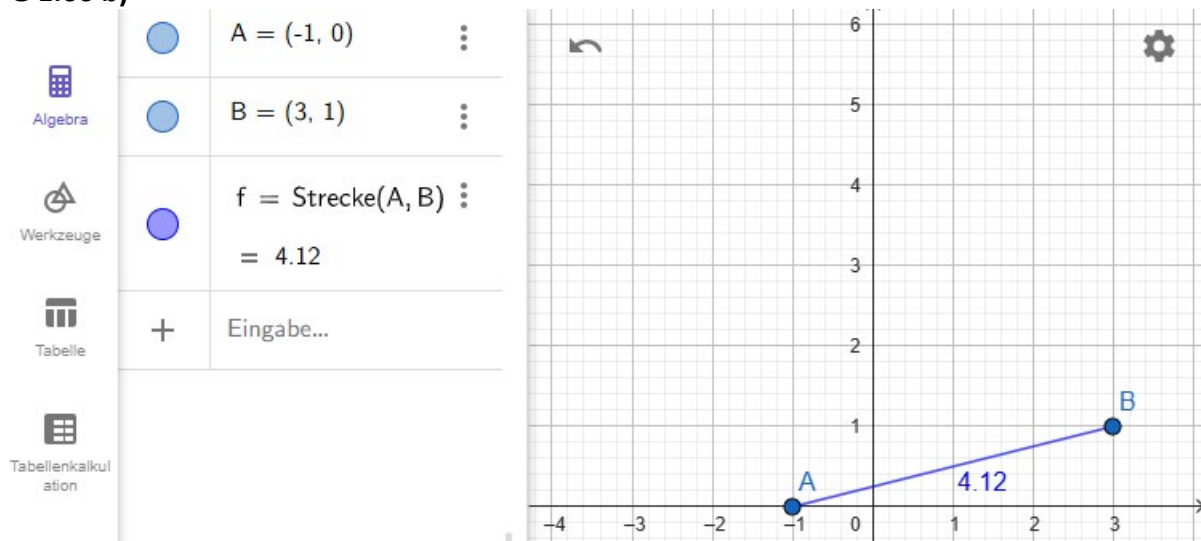 A = (-1, 0)
Algebra
B = (3, 1)
Werkzeuge
f = Strecke(A, B)
= 4.12
Tabelle
+
Eingabe...
Tabellenkalkul
ation
6
5
4
3
2
1
B
A
4.12
–4 –3 –2 –1 0 1 2 3